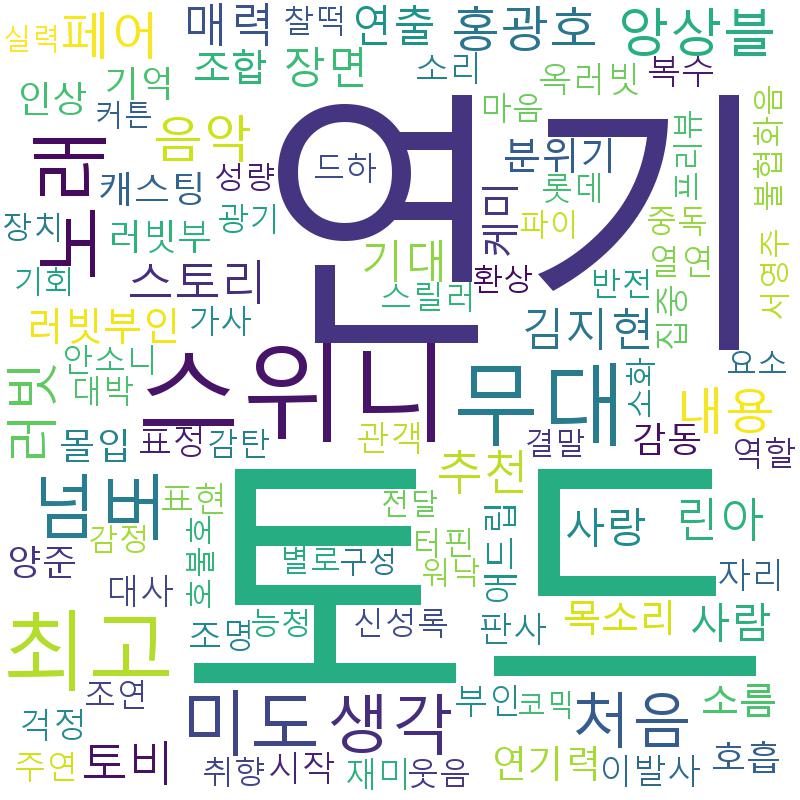 실력
페어
매력
찰떡
연출
홍광호
앙상블
인상
기억
조합
장면
소리
옥러빗
복수
커튼
음악
연기
마음
노래
캐스팅
성량
드하
분위기
프리뷰
불협화음
장치
러빗부
광기
케미
롯데
파이
중독
기회
스토리
기대
스릴러
환상
반전
열연
집중
서영주
러빗부인
가사
김지현
안소니
대박
스위니
무대
소화
요소
러빗
몰입
표정
감탄
관객
결말
감동
내용
역할
넘버
표현
토드
추천
전달
사랑
린아
감정
호불호
별로
구성
터핀
워낙
애드립
양준
대사
자리
최고
조명
능청
신성록
판사
목소리
사람
조연
걱정
미도
생각
부인
코믹
처음
소름
주연
토비
취향
시작
재미
웃음
연기력
이발사
호흡